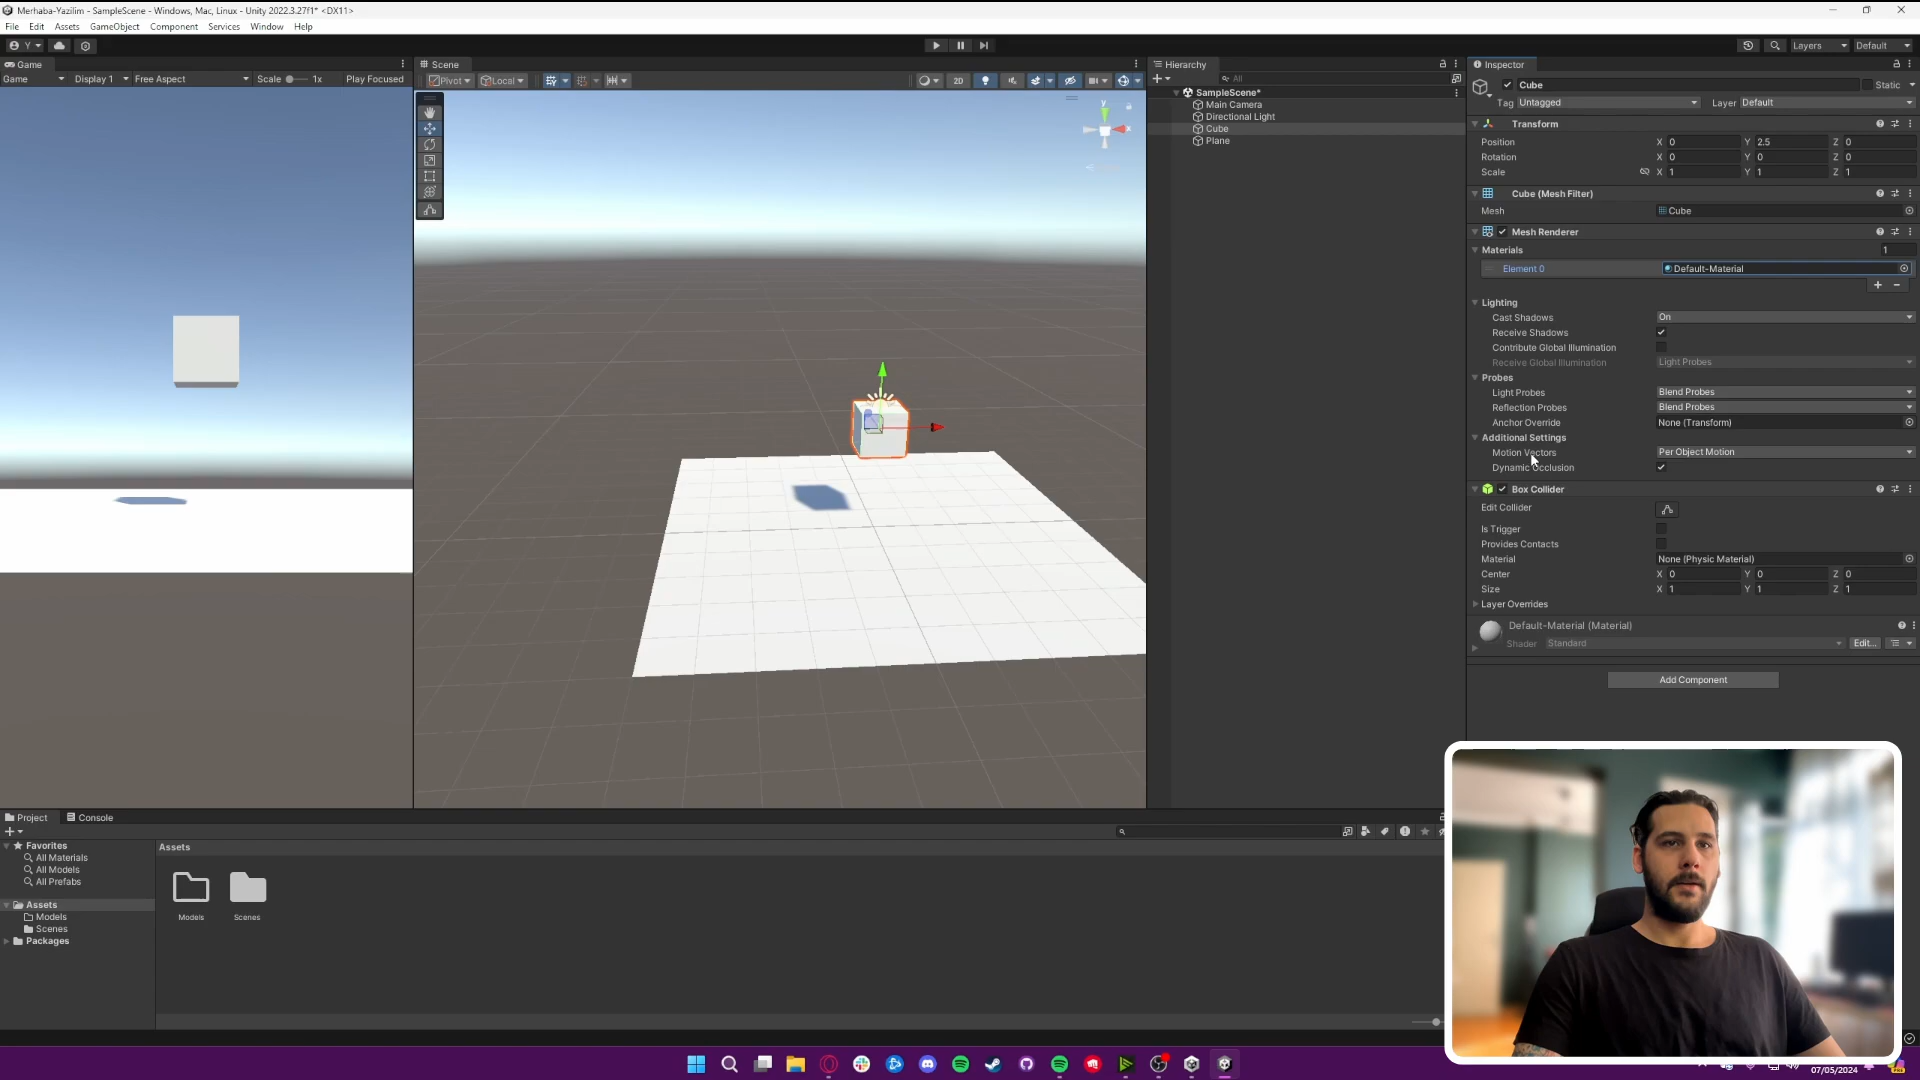 Merhaba-Yazilim - SampleScene - Windows, Mac, Linux - Unity 2022.3.27f1* <DX11>
File Edit Assets GameObject Component Services Window Help
Y Layers Default
Game
Game Display 1 Free Aspect Scale 1x Play Focused
Scene
Pivot Local 2D
y
x
Hierarchy
All
SampleScene*
Main Camera
Directional Light
Cube
Plane
Inspector
Cube Static
Tag Untagged Layer Default
Transform
Position X 0 Y 2.5 Z 0
Rotation X 0 Y 0 Z 0
Scale X 1 Y 1 Z 1
Cube (Mesh Filter)
Mesh Cube
Mesh Renderer
Materials 1
Element 0 Default-Material
Lighting
Cast Shadows On
Receive Shadows
Contribute Global Illumination
Receive Global Illumination Light Probes
Probes
Light Probes Blend Probes
Reflection Probes Blend Probes
Anchor Override None (Transform)
Additional Settings
Motion Vectors Per Object Motion
Dynamic Occlusion
Box Collider
Edit Collider
Is Trigger
Provides Contacts
Material None (Physic Material)
Center X 0 Y 0 Z 0
Size X 1 Y 1 Z 1
Layer Overrides
Default-Material (Material)
Shader Standard Edit...
Add Component
Project Console
Favorites
All Materials
All Models
All Prefabs
Assets
Models
Scenes
Packages
Assets
Models Scenes
07/05/2024